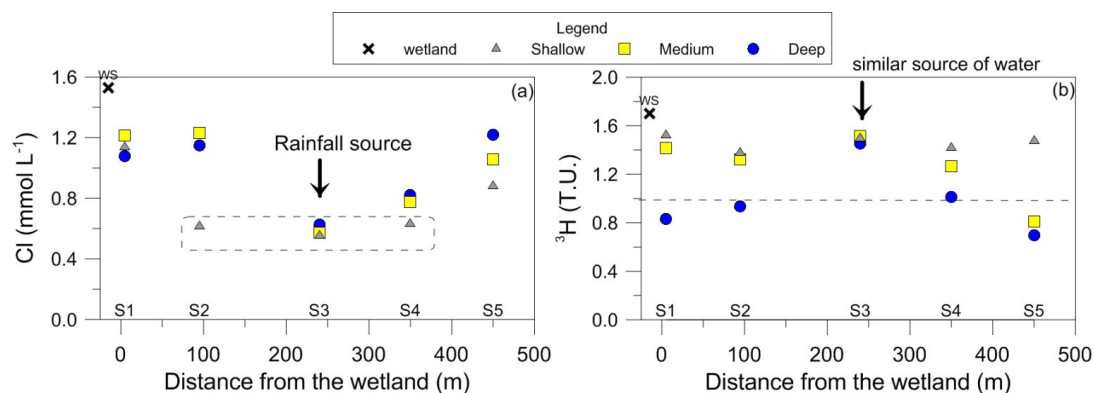 Legend
wetland Shallow Medium Deep
WS
(a)
Rainfall source
Cl (mmol L⁻¹)
1.6
1.2
0.8
0.4
0.0
S1 S2 S3 S4 S5
0 100 200 300 400 500
Distance from the wetland (m)
similar source of water
WS
(b)
³H (T.U.)
2.0
1.6
1.2
0.8
0.4
0.0
S1 S2 S3 S4 S5
0 100 200 300 400 500
Distance from the wetland (m)